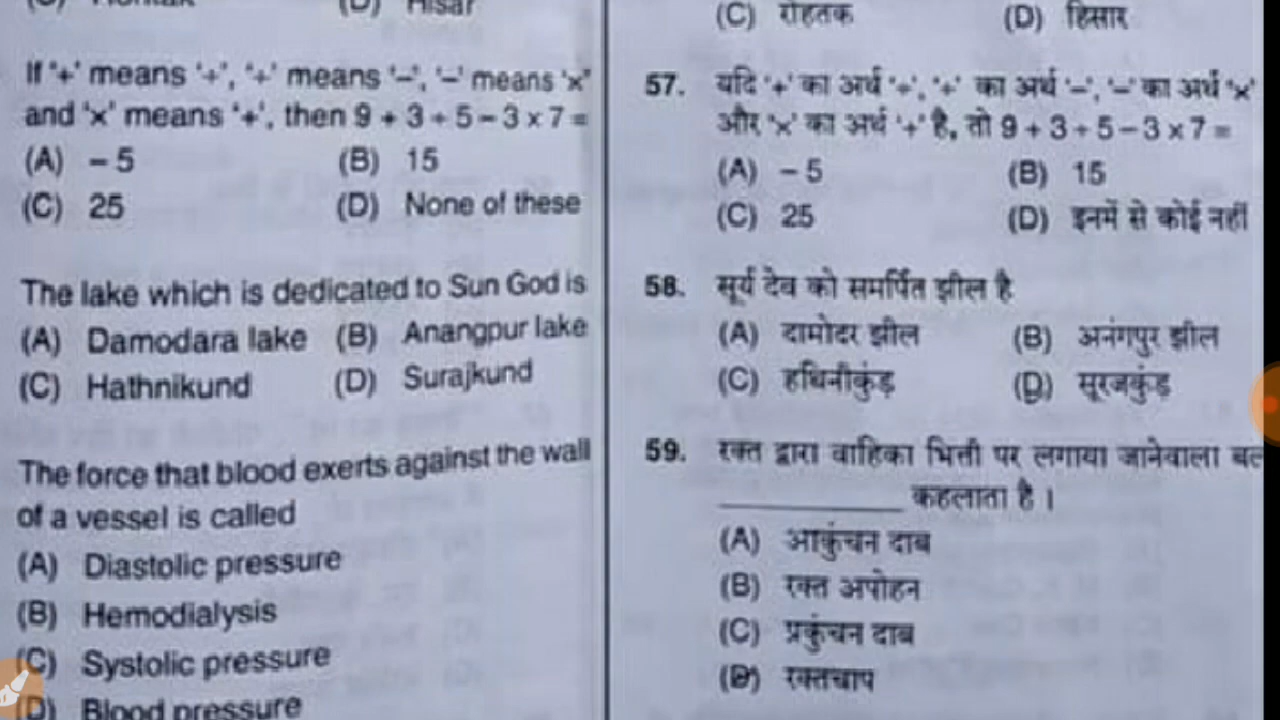 (C) Rohtak (D) Hisar
If '+' means '÷', '÷' means '–', '–' means '×'
and '×' means '+', then 9 + 3 ÷ 5 – 3 × 7 =
(A) – 5 (B) 15
(C) 25 (D) None of these
The lake which is dedicated to Sun God is
(A) Damodara lake (B) Anangpur lake
(C) Hathnikund (D) Surajkund
The force that blood exerts against the wall
of a vessel is called
(A) Diastolic pressure
(B) Hemodialysis
(C) Systolic pressure
(D) Blood pressure
(C) रोहतक (D) हिसार
57. यदि '+' का अर्थ '÷', '÷' का अर्थ '–', '–' का अर्थ '×'
और '×' का अर्थ '+' है, तो 9 + 3 ÷ 5 – 3 × 7 =
(A) – 5 (B) 15
(C) 25 (D) इनमें से कोई नहीं
58. सूर्य देव को समर्पित झील है
(A) दामोदर झील (B) अनंगपुर झील
(C) हथिनीकुंड़ (D) सूरजकुंड़
59. रक्त द्वारा वाहिका भित्ती पर लगाया जानेवाला बल
__________ कहलाता है ।
(A) आकुंचन दाब
(B) रक्त अपोहन
(C) प्रकुंचन दाब
(D) रक्तचाप